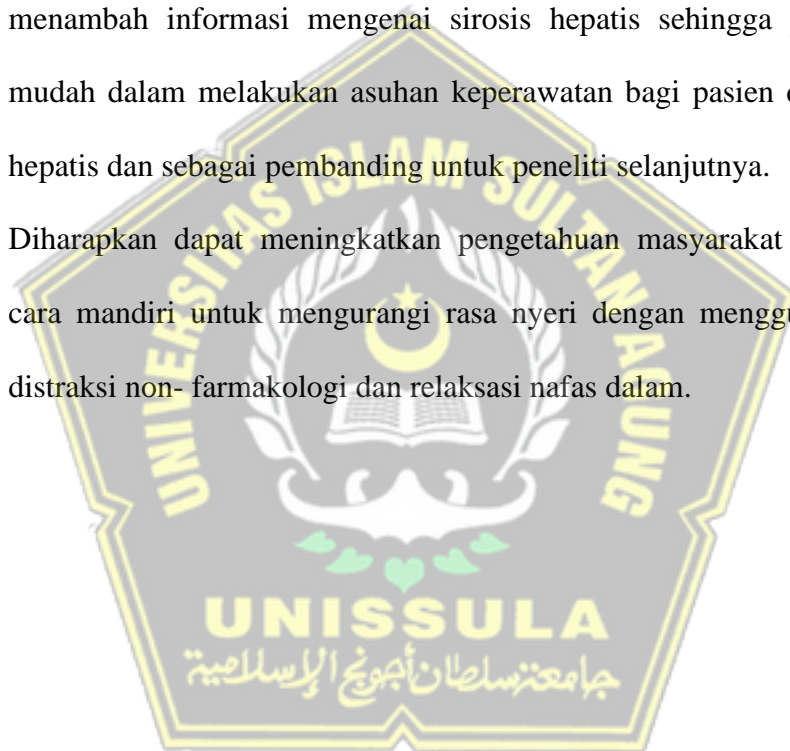 menambah informasi mengenai sirosis hepatis sehingga
mudah dalam melakukan asuhan keperawatan bagi pasien
hepatis dan sebagai pembanding untuk peneliti selanjutnya.
Diharapkan dapat meningkatkan pengetahuan masyarakat
cara mandiri untuk mengurangi rasa nyeri dengan menggu
distraksi non- farmakologi dan relaksasi nafas dalam.
UNIVERSITAS ISLAM SULTAN AGUNG
UNISSULA
جامعة سلطان أجونج الإسلامية